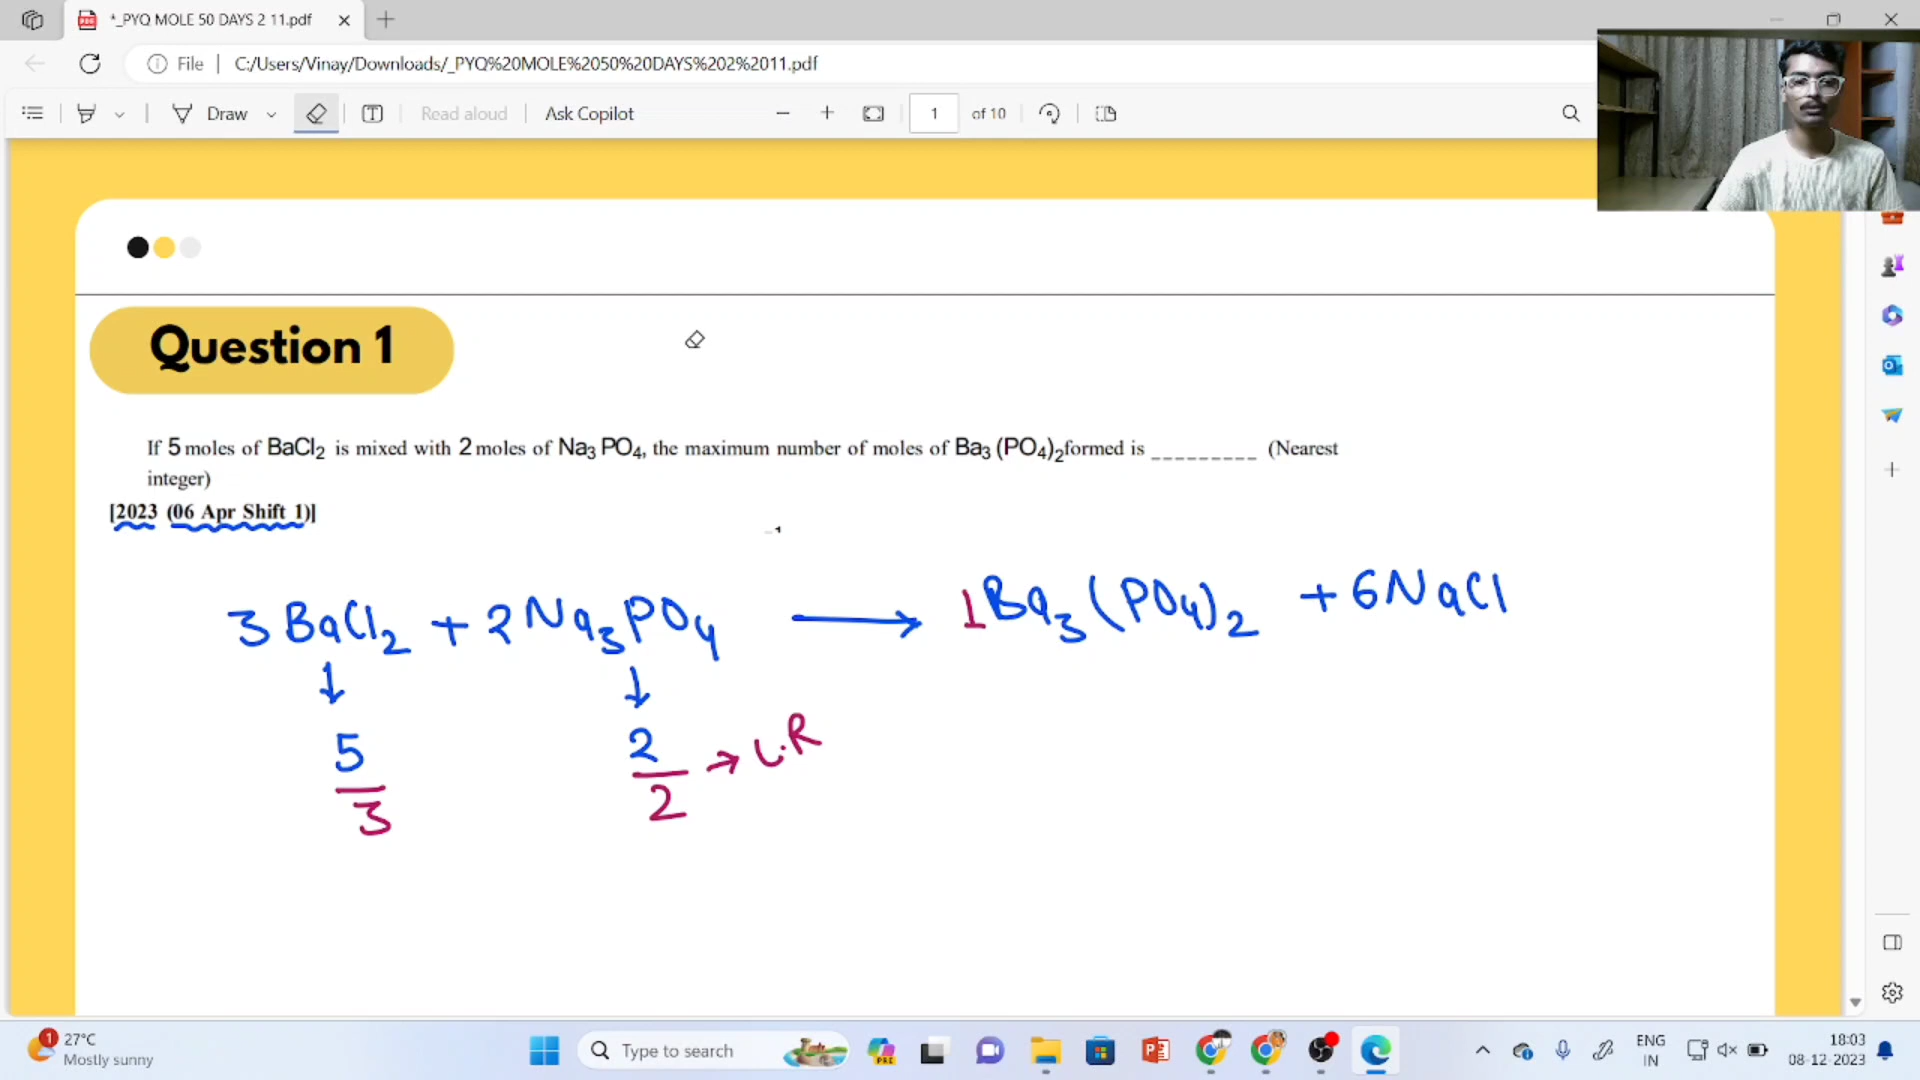 *_PYQ MOLE 50 DAYS 2 11.pdf
File | C:/Users/Vinay/Downloads/_PYQ%20MOLE%2050%20DAYS%202%2011.pdf
Draw Read aloud Ask Copilot 1 of 10
Question 1
If 5 moles of BaCl2 is mixed with 2 moles of Na3 PO4, the maximum number of moles of Ba3 (PO4)2formed is _________ (Nearest
integer)
[2023 (06 Apr Shift 1)]
3 BaCl2 + 2 Na3PO4 → 1 Ba3(PO4)2 + 6NaCl
↓ ↓
5 2 → L.R
3 2
1 27°C
Mostly sunny
Type to search
PRE
ENG
IN
18:03
08-12-2023